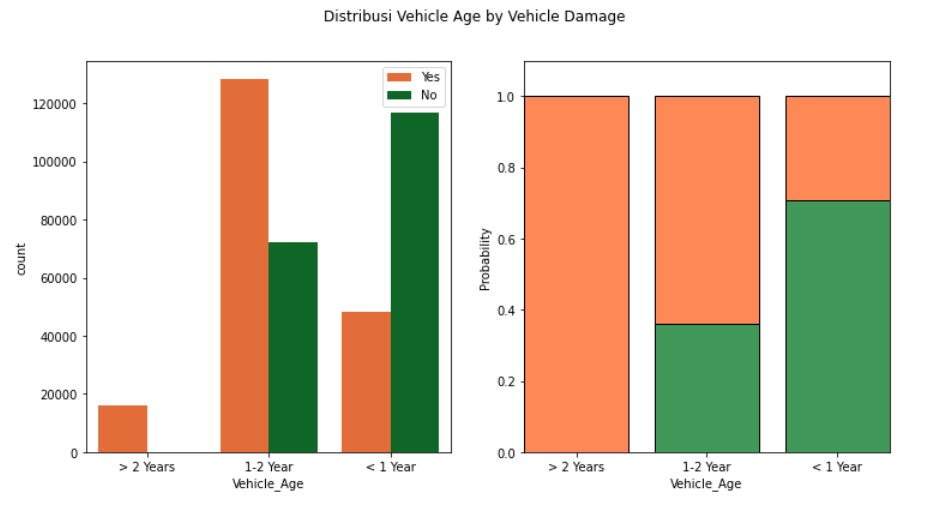 Distribusi Vehicle Age by Vehicle Damage
Yes
No
120000
100000
80000
60000
40000
20000
0
count
> 2 Years
1-2 Year
< 1 Year
Vehicle_Age
1.0
0.8
0.6
0.4
0.2
0.0
Probability
> 2 Years
1-2 Year
< 1 Year
Vehicle_Age